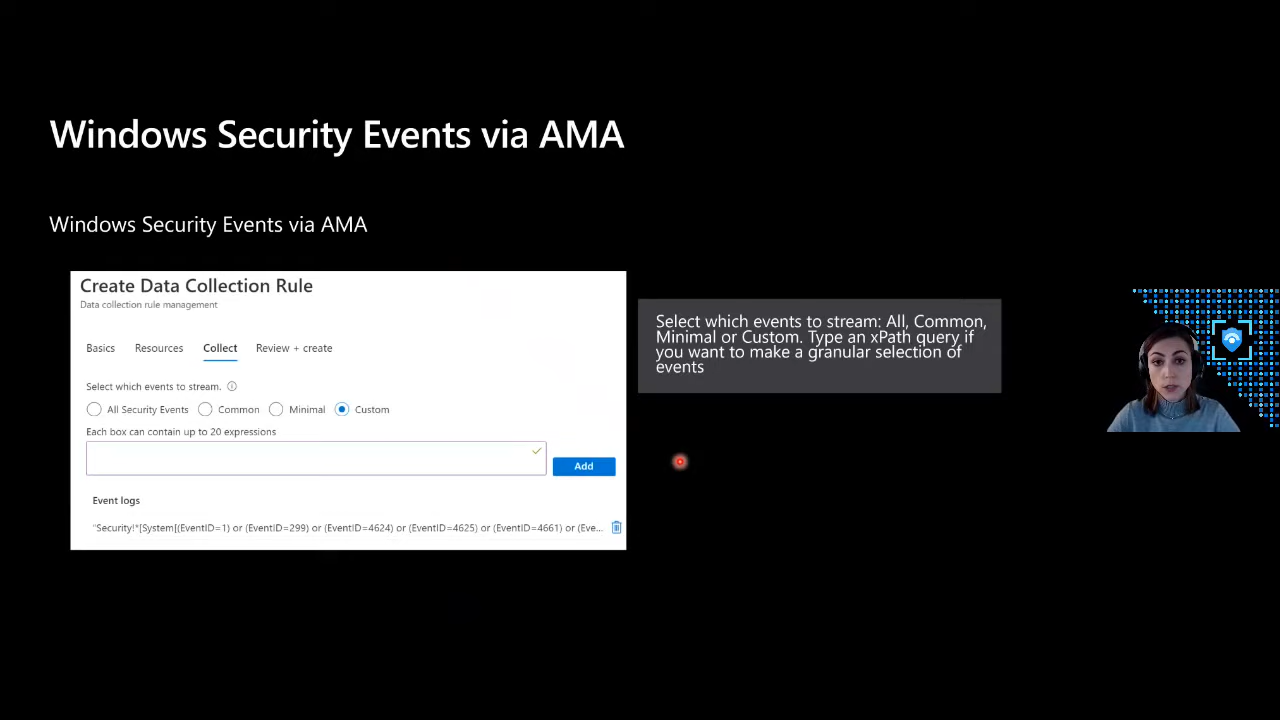 Windows Security Events via AMA
Windows Security Events via AMA
Create Data Collection Rule
Data collection rule management
Basics Resources Collect Review + create
Select which events to stream.
All Security Events Common Minimal Custom
Each box can contain up to 20 expressions
Add
Event logs
"Security!*[System[(EventID=1) or (EventID=299) or (EventID=4624) or (EventID=4625) or (EventID=4661) or (Eve...
Select which events to stream: All, Common,
Minimal or Custom. Type an xPath query if
you want to make a granular selection of
events